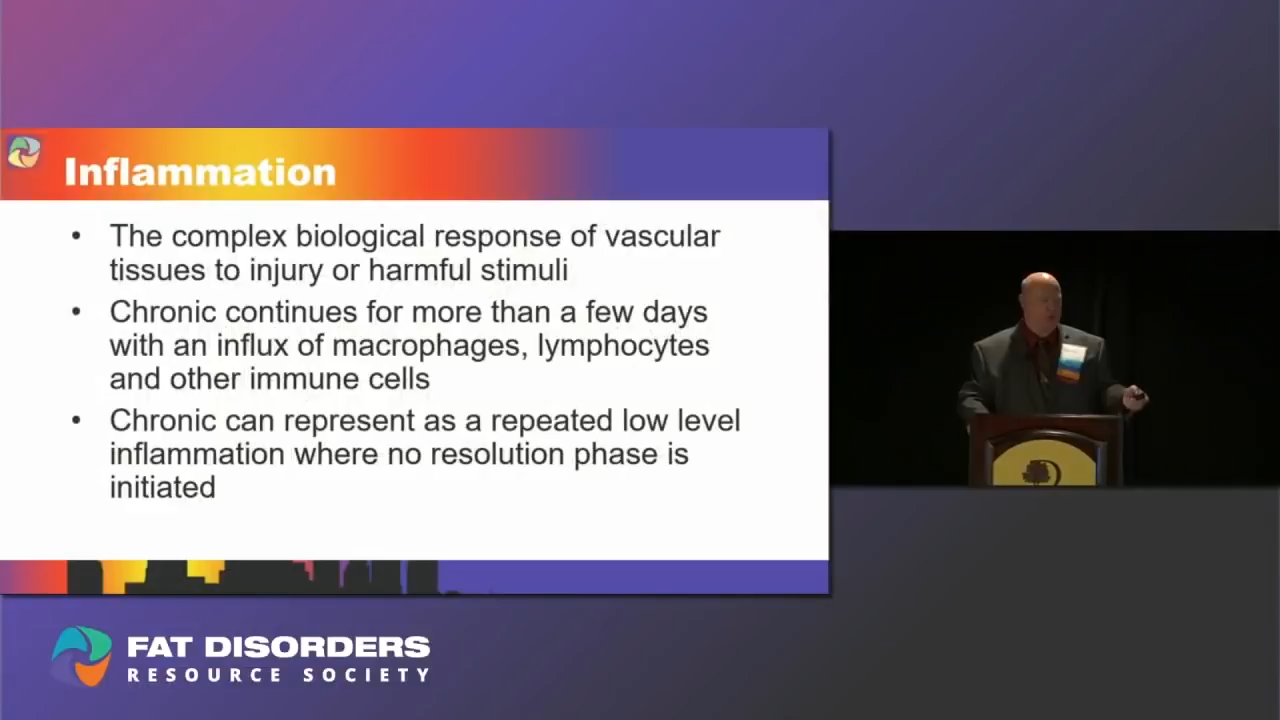 Inflammation
• The complex biological response of vascular
tissues to injury or harmful stimuli
• Chronic continues for more than a few days
with an influx of macrophages, lymphocytes
and other immune cells
• Chronic can represent as a repeated low level
inflammation where no resolution phase is
initiated
D
FAT DISORDERS
RESOURCE SOCIETY